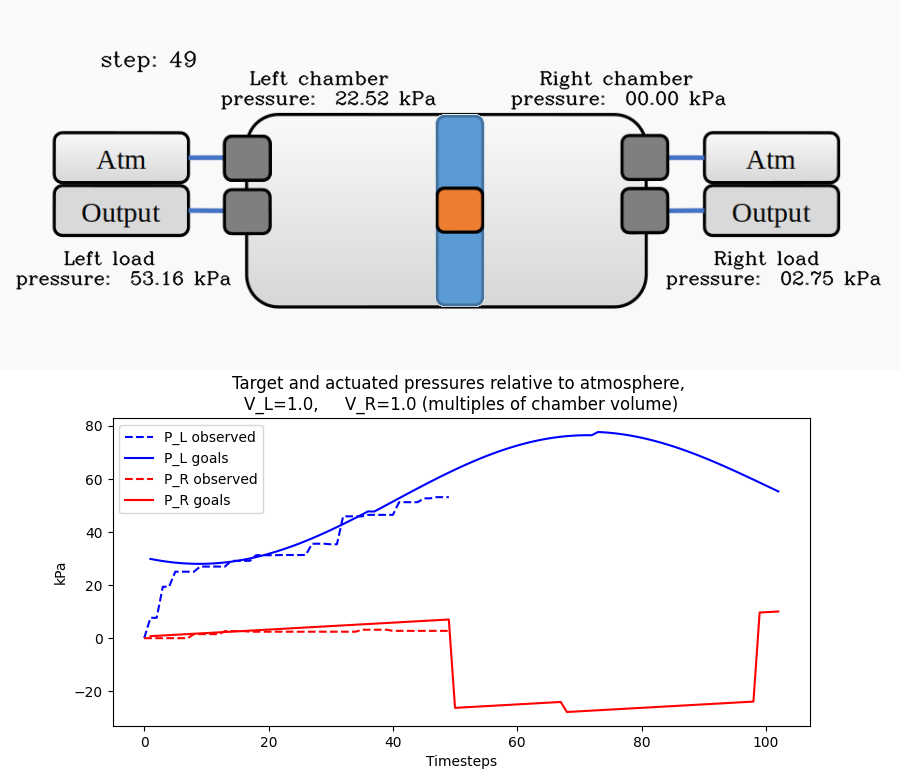 step: 49
Left chamber
pressure: 22.52 kPa
Right chamber
pressure: 00.00 kPa
Atm
Output
Atm
Output
Left load
pressure: 53.16 kPa
Right load
pressure: 02.75 kPa
Target and actuated pressures relative to atmosphere,
V_L=1.0, V_R=1.0 (multiples of chamber volume)
P_L observed
P_L goals
P_R observed
P_R goals
80
60
40
20
0
−20
kPa
0 20 40 60 80 100
Timesteps